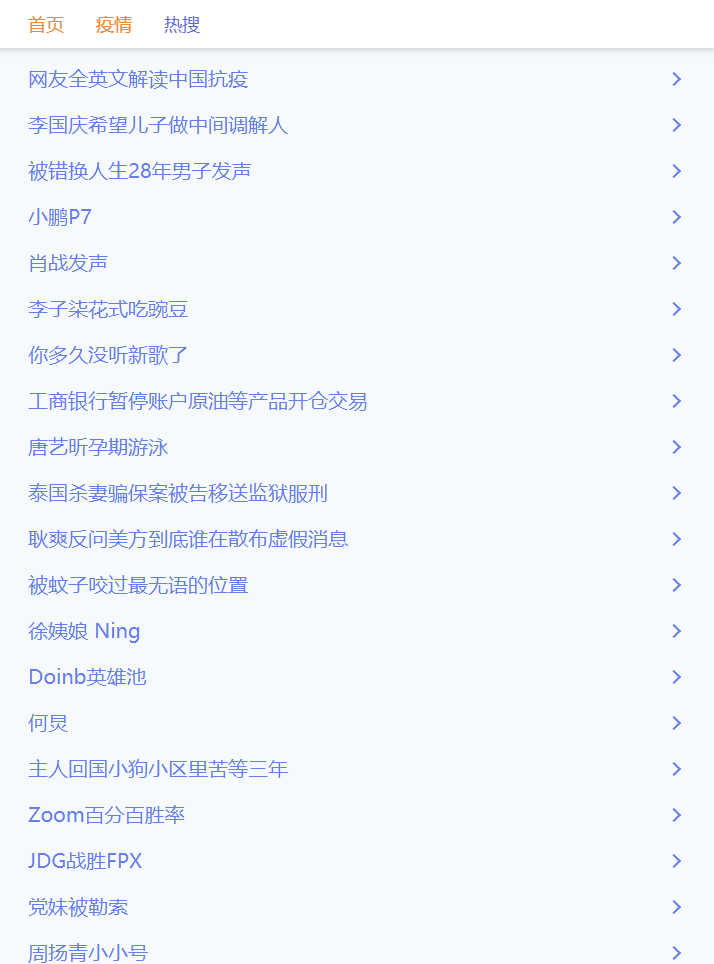 首页 疫情 热搜
网友全英文解读中国抗疫
李国庆希望儿子做中间调解人
被错换人生28年男子发声
小鹏P7
肖战发声
李子柒花式吃豌豆
你多久没听新歌了
工商银行暂停账户原油等产品开仓交易
唐艺昕孕期游泳
泰国杀妻骗保案被告移送监狱服刑
耿爽反问美方到底谁在散布虚假消息
被蚊子咬过最无语的位置
徐姨娘 Ning
Doinb英雄池
何炅
主人回国小狗小区里苦等三年
Zoom百分百胜率
JDG战胜FPX
党妹被勒索
周扬青小小号